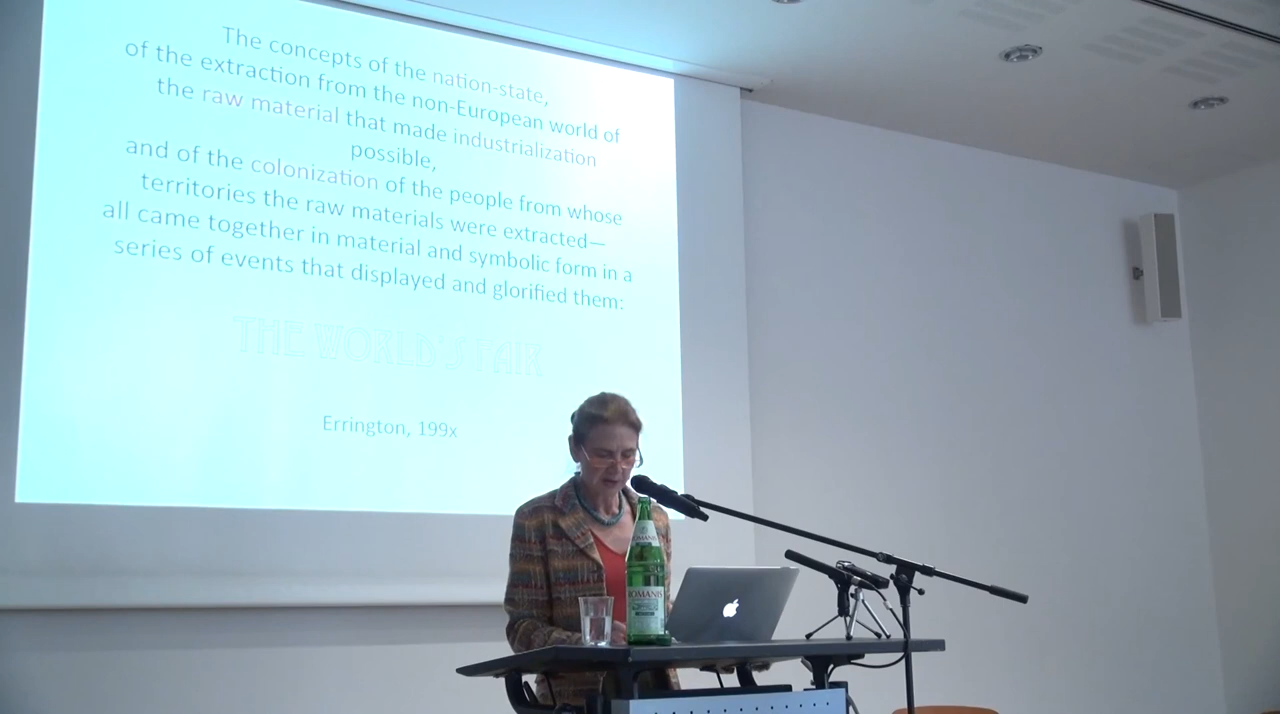 The concepts of the nation-state,
of the extraction from the non-European world of
the raw material that made industrialization
possible,
and of the colonization of the people from whose
territories the raw materials were extracted—
all came together in material and symbolic form in a
series of events that displayed and glorified them:
THE WORLD'S FAIR
Errington, 199x
ROMANIS